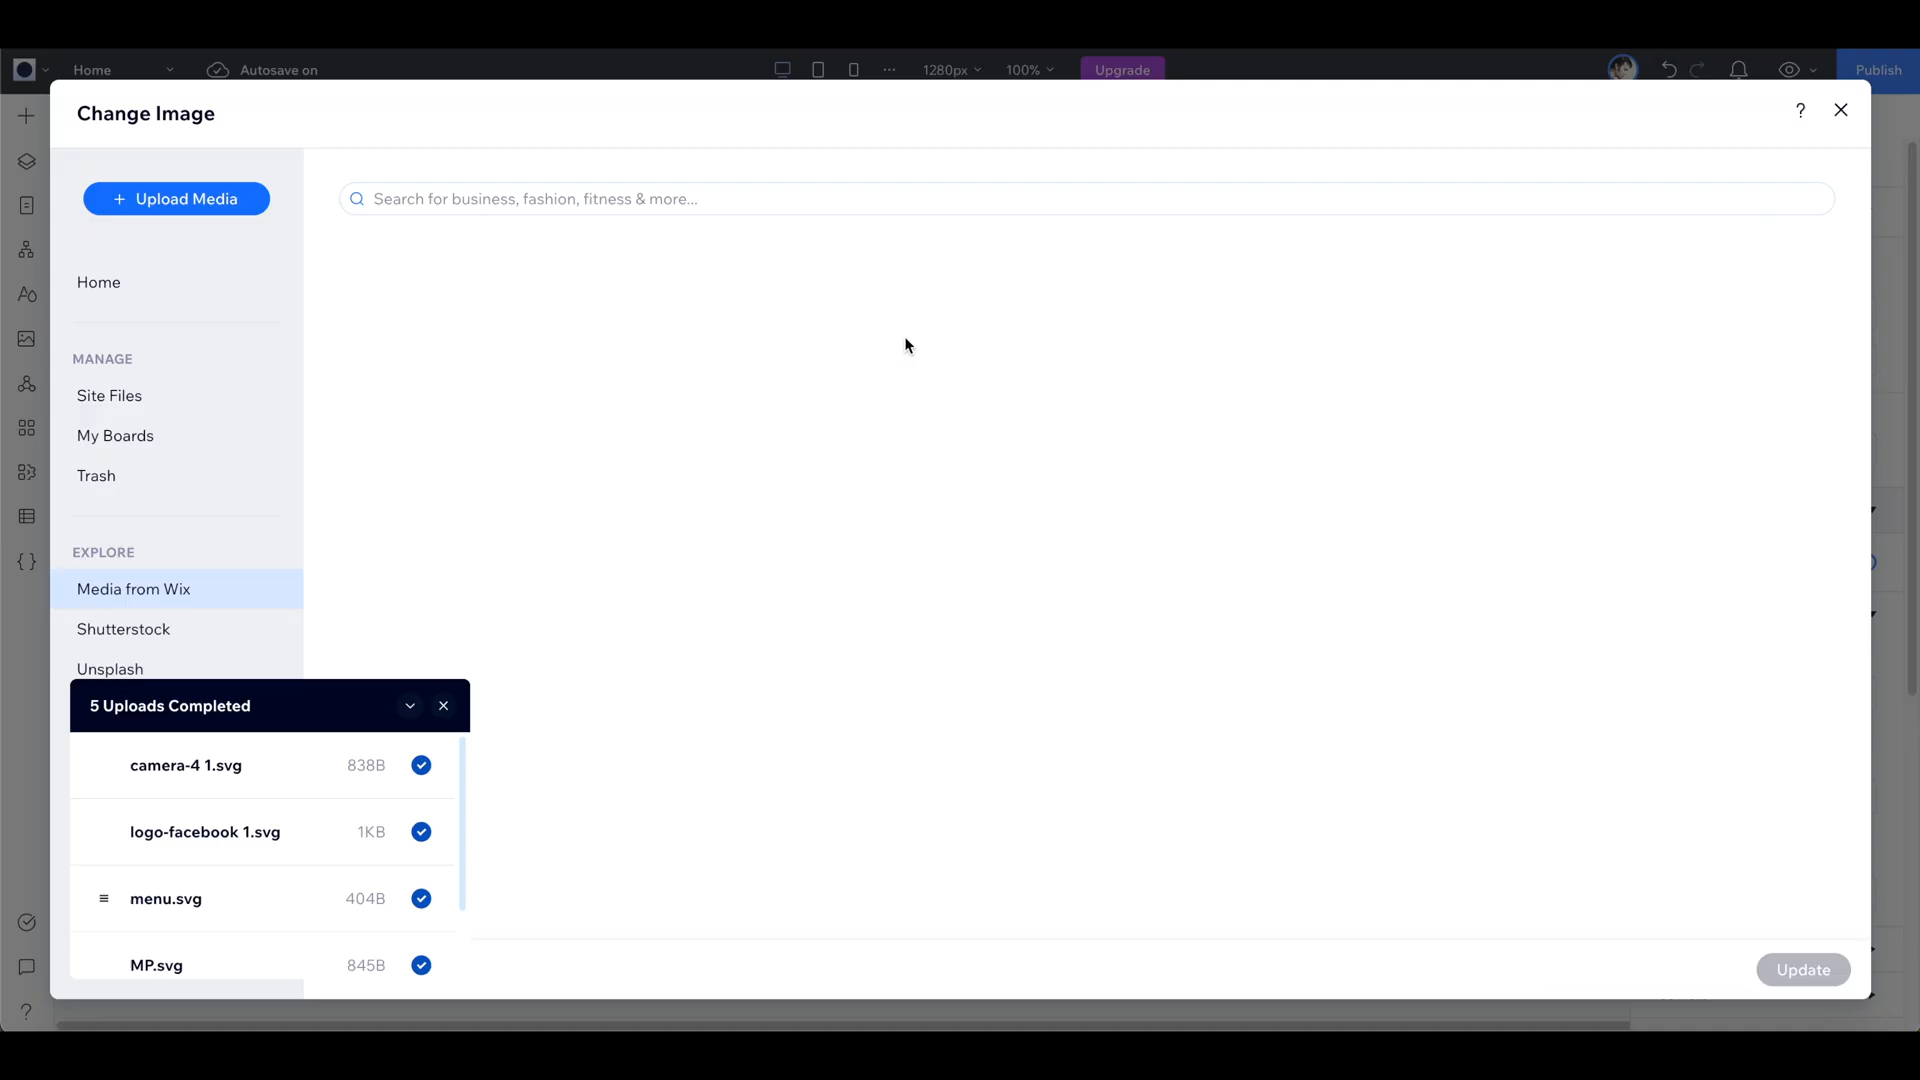 Home
Autosave on
1280px
100%
Upgrade
Publish
Change Image
?
+ Upload Media
Search for business, fashion, fitness & more...
Home
MANAGE
Site Files
My Boards
Trash
EXPLORE
Media from Wix
Shutterstock
Unsplash
5 Uploads Completed
camera-4 1.svg 838B
logo-facebook 1.svg 1KB
menu.svg 404B
MP.svg 845B
Update
?